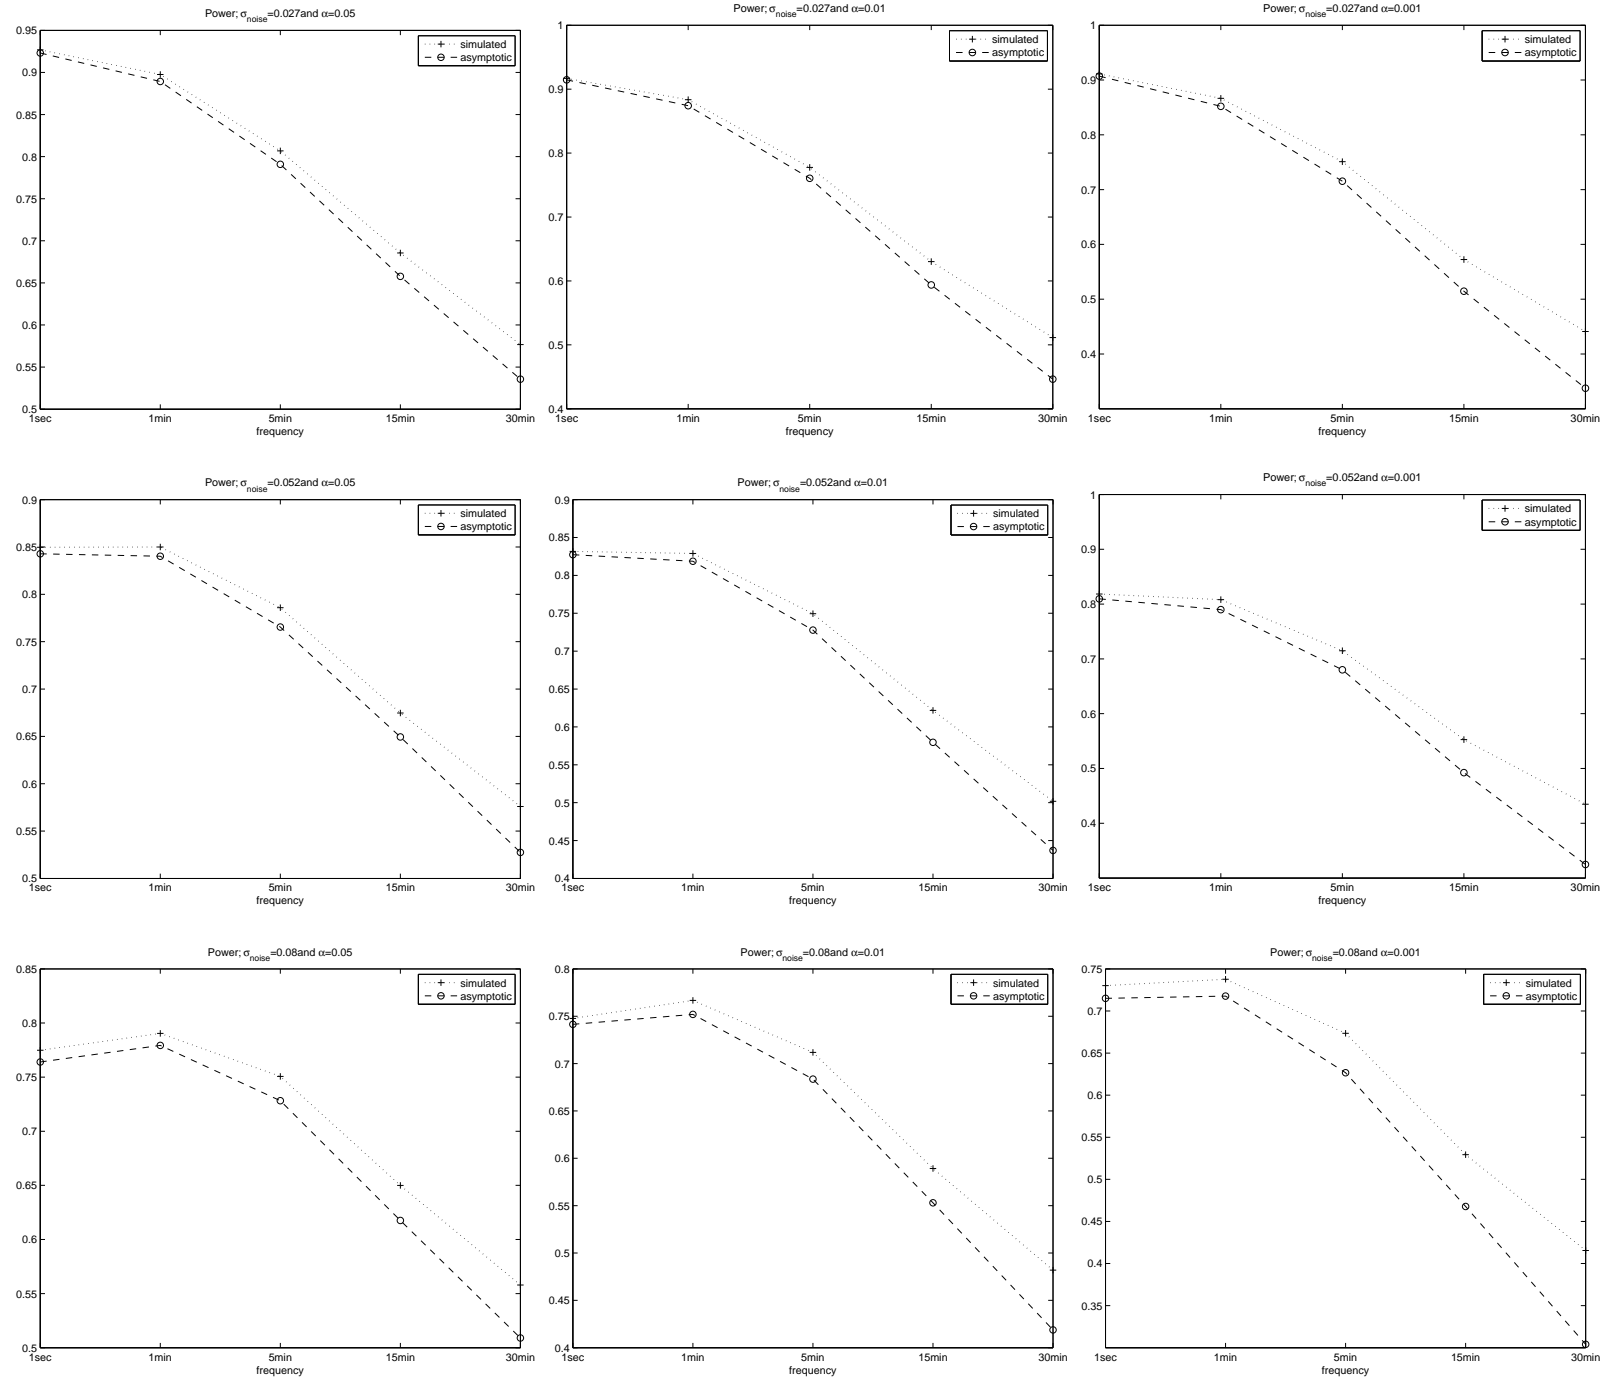 Power; σnoise=0.027and α=0.05
0.95
0.9
0.85
0.8
0.75
0.7
0.65
0.6
0.55
0.5
1sec 1min 5min 15min 30min
frequency
simulated
asymptotic
Power; σnoise=0.027and α=0.01
1
0.9
0.8
0.7
0.6
0.5
0.4
1sec 1min 5min 15min 30min
frequency
simulated
asymptotic
Power; σnoise=0.027and α=0.001
1
0.9
0.8
0.7
0.6
0.5
0.4
1sec 1min 5min 15min 30min
frequency
simulated
asymptotic
Power; σnoise=0.052and α=0.05
0.9
0.85
0.8
0.75
0.7
0.65
0.6
0.55
0.5
1sec 1min 5min 15min 30min
frequency
simulated
asymptotic
Power; σnoise=0.052and α=0.01
0.9
0.85
0.8
0.75
0.7
0.65
0.6
0.55
0.5
0.45
0.4
1sec 1min 5min 15min 30min
frequency
simulated
asymptotic
Power; σnoise=0.052and α=0.001
1
0.9
0.8
0.7
0.6
0.5
0.4
1sec 1min 5min 15min 30min
frequency
simulated
asymptotic
Power; σnoise=0.08and α=0.05
0.85
0.8
0.75
0.7
0.65
0.6
0.55
0.5
1sec 1min 5min 15min 30min
frequency
simulated
asymptotic
Power; σnoise=0.08and α=0.01
0.8
0.75
0.7
0.65
0.6
0.55
0.5
0.45
0.4
1sec 1min 5min 15min 30min
frequency
simulated
asymptotic
Power; σnoise=0.08and α=0.001
0.75
0.7
0.65
0.6
0.55
0.5
0.45
0.4
0.35
1sec 1min 5min 15min 30min
frequency
simulated
asymptotic